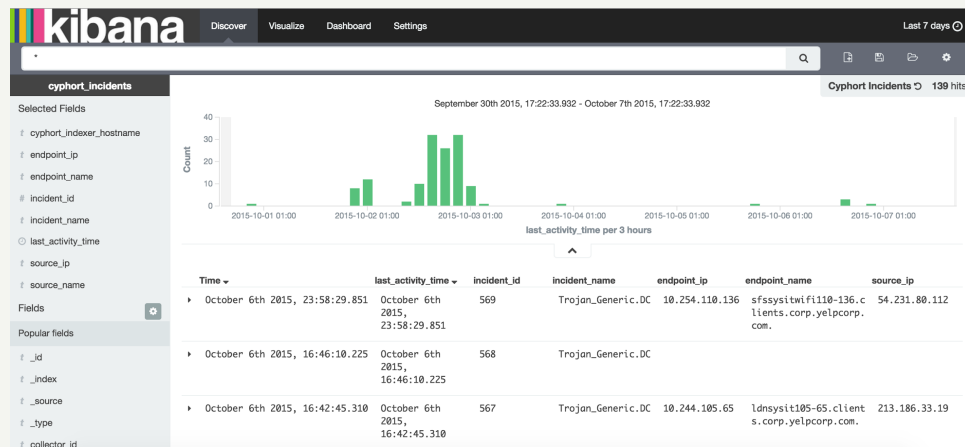 kibana
Discover Visualize Dashboard Settings Last 7 days
*
cyphort_incidents
Cyphort Incidents 139 hits
Selected Fields
t cyphort_indexer_hostname
t endpoint_ip
t endpoint_name
# incident_id
t incident_name
last_activity_time
t source_ip
t source_name
Fields
Popular fields
t _id
t _index
t _source
t _type
t collector_id
September 30th 2015, 17:22:33.932 - October 7th 2015, 17:22:33.932
Count
40
30
20
10
0
2015-10-01 01:00 2015-10-02 01:00 2015-10-03 01:00 2015-10-04 01:00 2015-10-05 01:00 2015-10-06 01:00 2015-10-07 01:00
last_activity_time per 3 hours
Time last_activity_time incident_id incident_name endpoint_ip endpoint_name source_ip
October 6th 2015, 23:58:29.851 October 6th 569 Trojan_Generic.DC 10.254.110.136 sfssysitwifi110-136.c 54.231.80.112
2015, lients.corp.yelpcorp.
23:58:29.851 com.
October 6th 2015, 16:46:10.225 October 6th 568 Trojan_Generic.DC
2015,
16:46:10.225
October 6th 2015, 16:42:45.310 October 6th 567 Trojan_Generic.DC 10.244.105.65 ldnsysit105-65.client 213.186.33.19
2015, s.corp.yelpcorp.com.
16:42:45.310